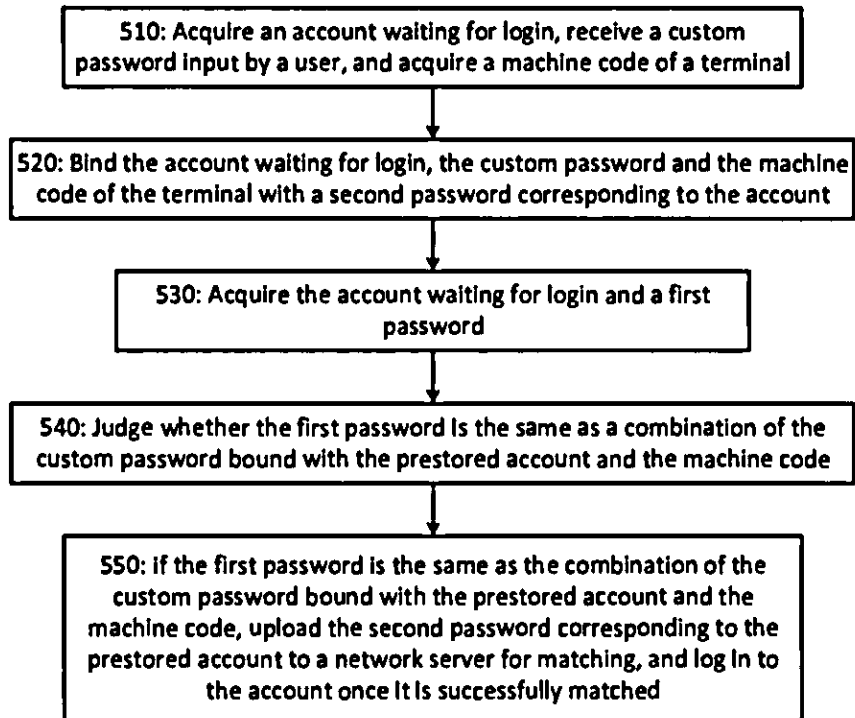 510: Acquire an account waiting for login, receive a custom
password input by a user, and acquire a machine code of a terminal
520: Bind the account waiting for login, the custom password and the machine
code of the terminal with a second password corresponding to the account
530: Acquire the account waiting for login and a first
password
540: Judge whether the first password is the same as a combination of the
custom password bound with the prestored account and the machine code
550: if the first password is the same as the combination of the
custom password bound with the prestored account and the
machine code, upload the second password corresponding to the
prestored account to a network server for matching, and log in to
the account once it is successfully matched